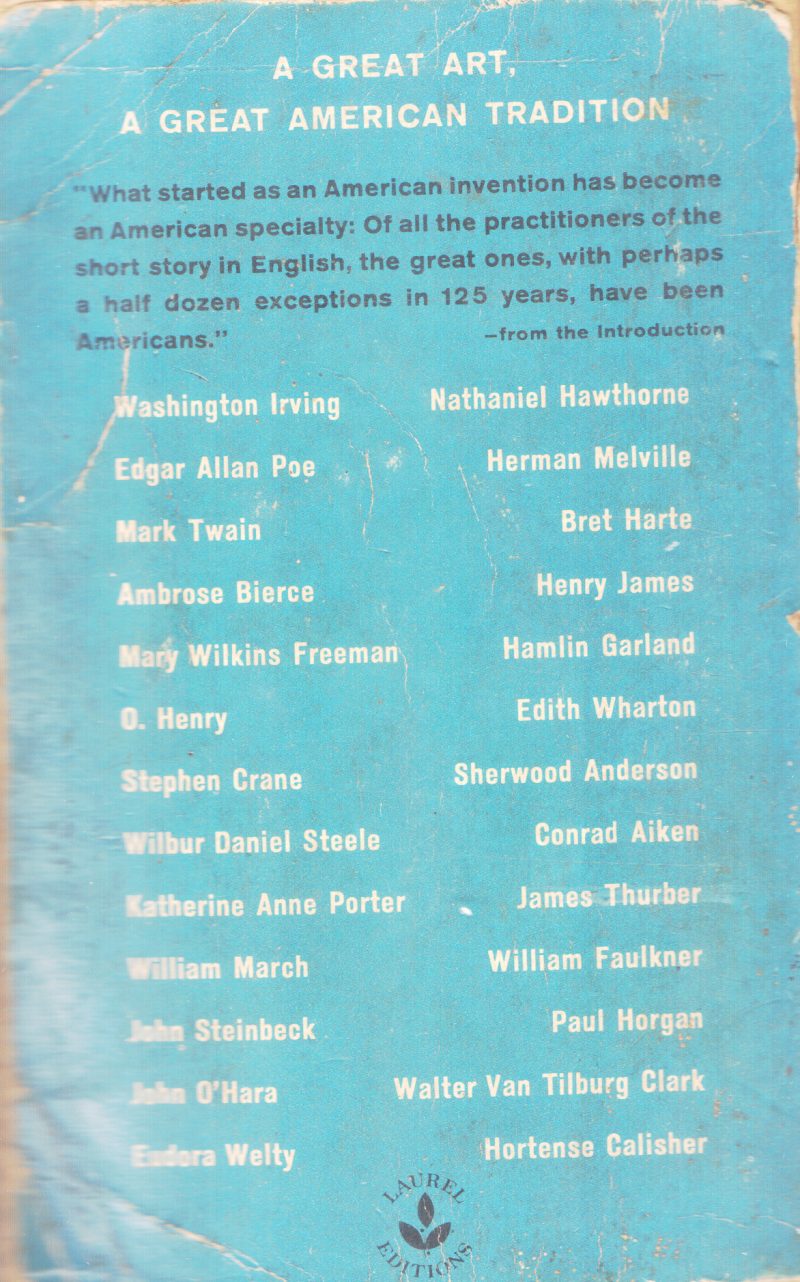 A GREAT ART,
A GREAT AMERICAN TRADITION
"What started as an American invention has become
an American specialty: Of all the practitioners of the
short story in English, the great ones, with perhaps
a half dozen exceptions in 125 years, have been
Americans." —from the Introduction
Washington Irving Nathaniel Hawthorne
Edgar Allan Poe Herman Melville
Mark Twain Bret Harte
Ambrose Bierce Henry James
Mary Wilkins Freeman Hamlin Garland
O. Henry Edith Wharton
Stephen Crane Sherwood Anderson
Wilbur Daniel Steele Conrad Aiken
Katherine Anne Porter James Thurber
William March William Faulkner
John Steinbeck Paul Horgan
John O'Hara Walter Van Tilburg Clark
Eudora Welty Hortense Calisher
LAUREL
EDITIONS